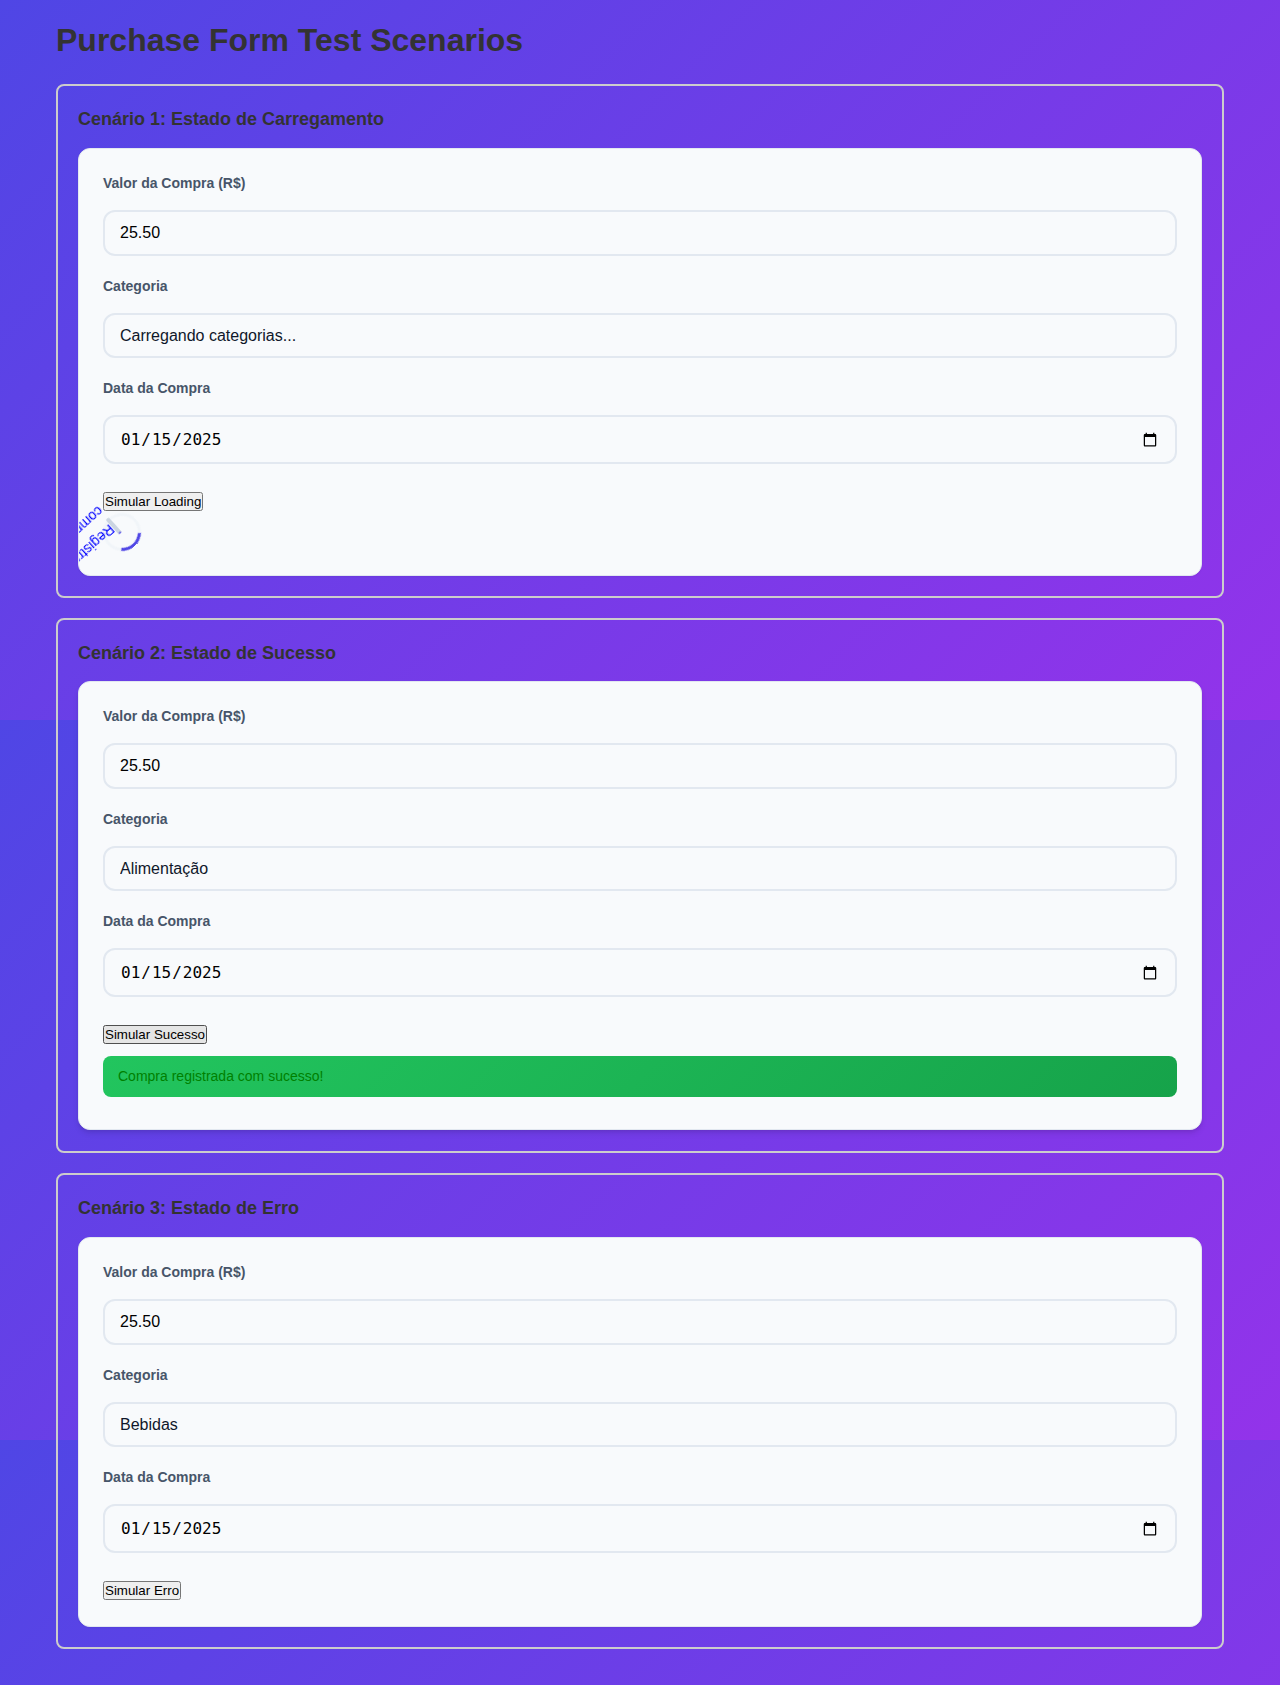 Purchase Form Test Scenarios
Cenário 1: Estado de Carregamento
Valor da Compra (R$)
25.50
Categoria
Carregando categorias...
Data da Compra
01/15/2025
Simular Loading
Cenário 2: Estado de Sucesso
Valor da Compra (R$)
25.50
Categoria
Alimentação
Data da Compra
01/15/2025
Simular Sucesso
Compra registrada com sucesso!
Cenário 3: Estado de Erro
Valor da Compra (R$)
25.50
Categoria
Bebidas
Data da Compra
01/15/2025
Simular Erro